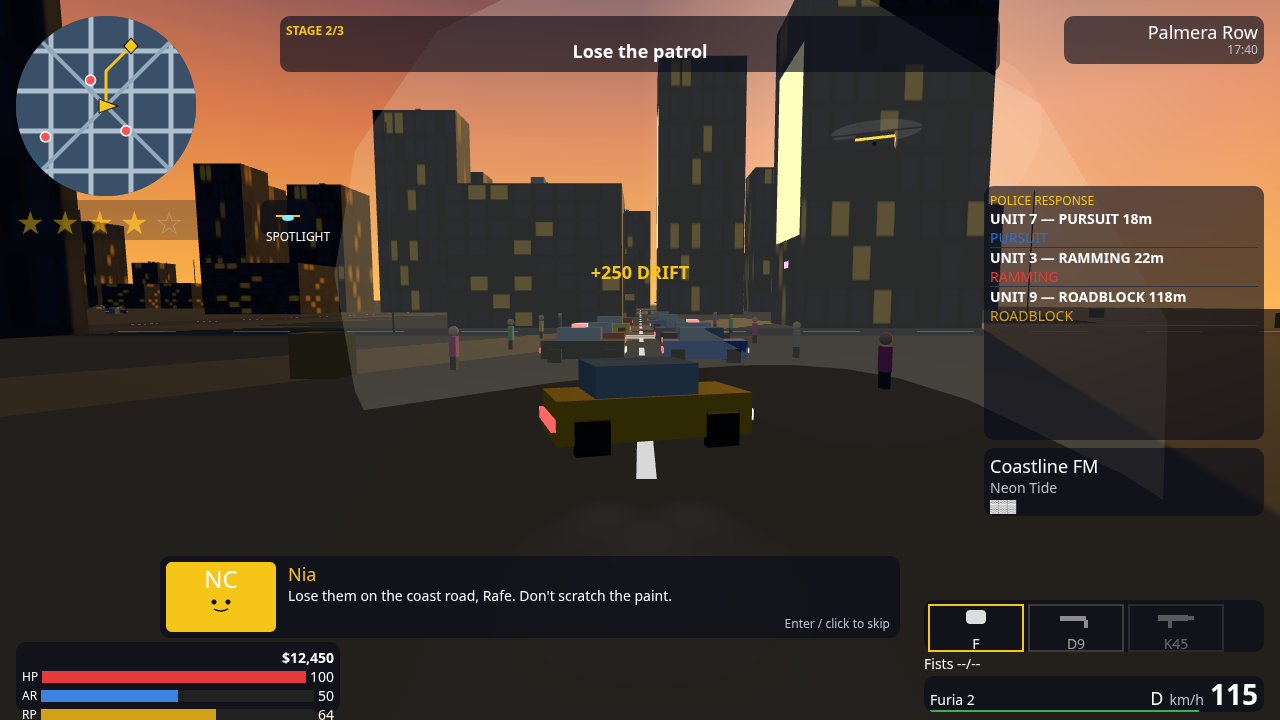 STAGE 2/3
Lose the patrol
Palmera Row
17:40
SPOTLIGHT
+250 DRIFT
POLICE RESPONSE
UNIT 7 — PURSUIT 18m
PURSUIT
UNIT 3 — RAMMING 22m
RAMMING
UNIT 9 — ROADBLOCK 118m
ROADBLOCK
Coastline FM
Neon Tide
NC
Nia
Lose them on the coast road, Rafe. Don't scratch the paint.
Enter / click to skip
$12,450
HP 100
AR 50
RP 64
F
D9
K45
Fists --/--
Furia 2 D km/h 115